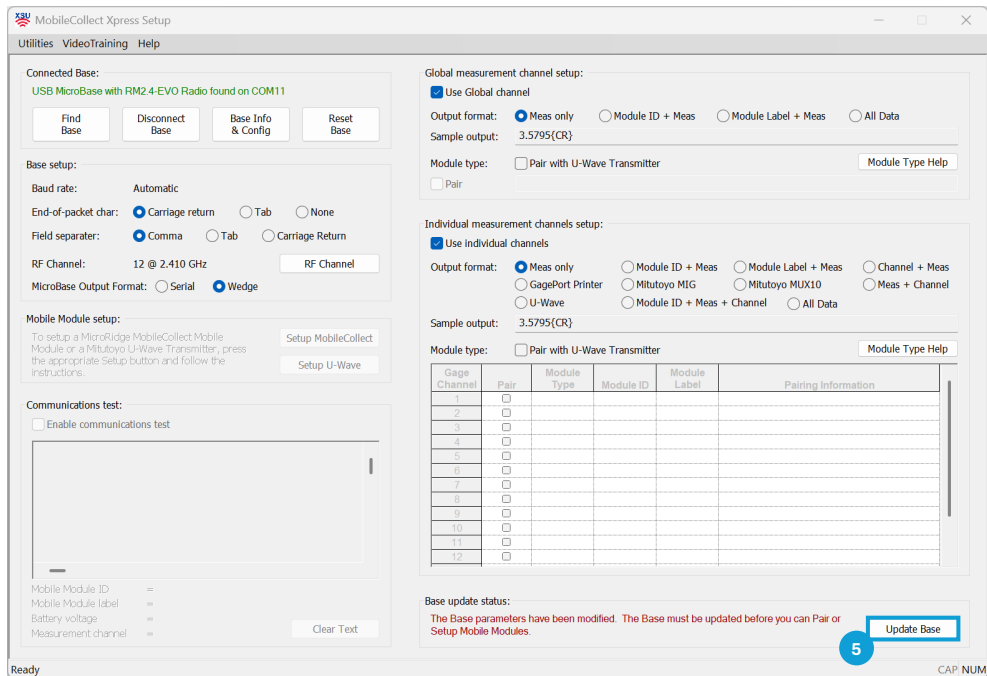 XSU MobileCollect Xpress Setup
Utilities VideoTraining Help
Connected Base:
USB MicroBase with RM2.4-EVO Radio found on COM11
Find Base
Disconnect Base
Base Info & Config
Reset Base
Base setup:
Baud rate: Automatic
End-of-packet char: Carriage return Tab None
Field separater: Comma Tab Carriage Return
RF Channel: 12 @ 2.410 GHz RF Channel
MicroBase Output Format: Serial Wedge
Mobile Module setup:
To setup a MicroRidge MobileCollect Mobile
Module or a Mitutoyo U-Wave Transmitter, press
the appropriate Setup button and follow the
instructions.
Setup MobileCollect
Setup U-Wave
Communications test:
Enable communications test
Mobile Module ID =
Mobile Module label =
Battery voltage =
Measurement channel =
Clear Text
Global measurement channel setup:
Use Global channel
Output format: Meas only Module ID + Meas Module Label + Meas All Data
Sample output: 3.5795{CR}
Module type: Pair with U-Wave Transmitter Module Type Help
Pair
Individual measurement channels setup:
Use individual channels
Output format: Meas only Module ID + Meas Module Label + Meas Channel + Meas
GagePort Printer Mitutoyo MIG Mitutoyo MUX10 Meas + Channel
U-Wave Module ID + Meas + Channel All Data
Sample output: 3.5795{CR}
Module type: Pair with U-Wave Transmitter Module Type Help
Gage Channel Pair Module Type Module ID Module Label Pairing Information
1
2
3
4
5
6
7
8
9
10
11
12
Base update status:
The Base parameters have been modified. The Base must be updated before you can Pair or
Setup Mobile Modules.
Update Base
5
Ready CAP NUM